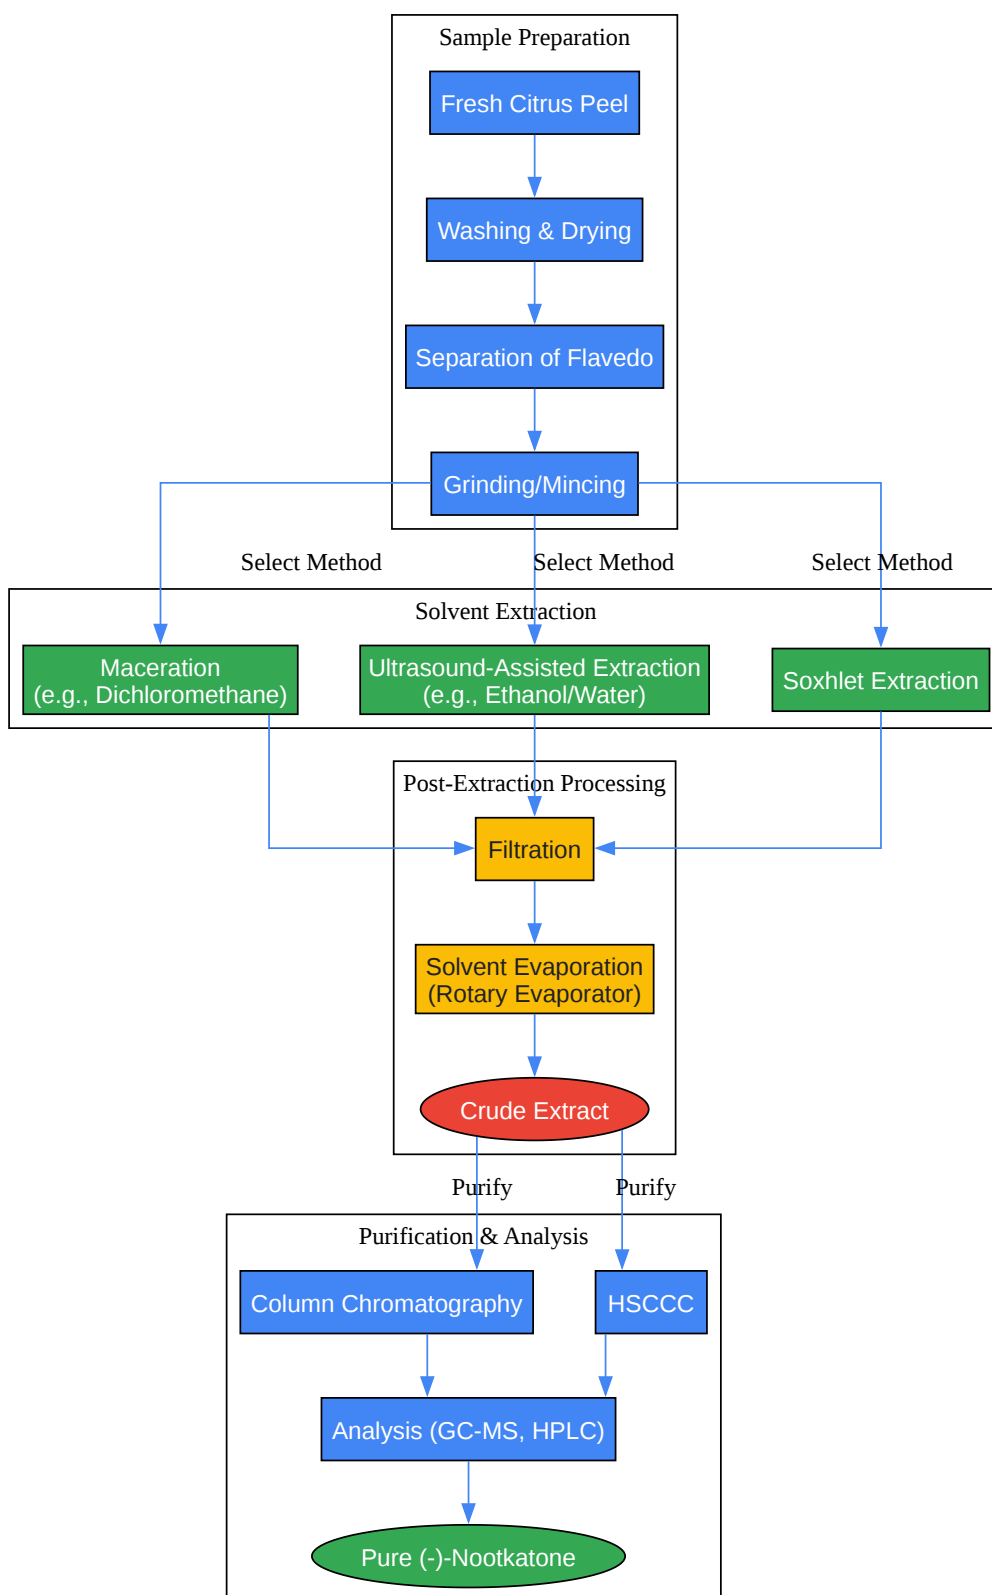 Sample Preparation
Fresh Citrus Peel
Washing & Drying
Separation of Flavedo
Grinding/Mincing
Select Method
Select Method
Select Method
Solvent Extraction
Maceration
(e.g., Dichloromethane)
Ultrasound-Assisted Extraction
(e.g., Ethanol/Water)
Soxhlet Extraction
Post-Extraction Processing
Filtration
Solvent Evaporation
(Rotary Evaporator)
Crude Extract
Purify
Purify
Purification & Analysis
Column Chromatography
HSCCC
Analysis (GC-MS, HPLC)
Pure (-)-Nootkatone